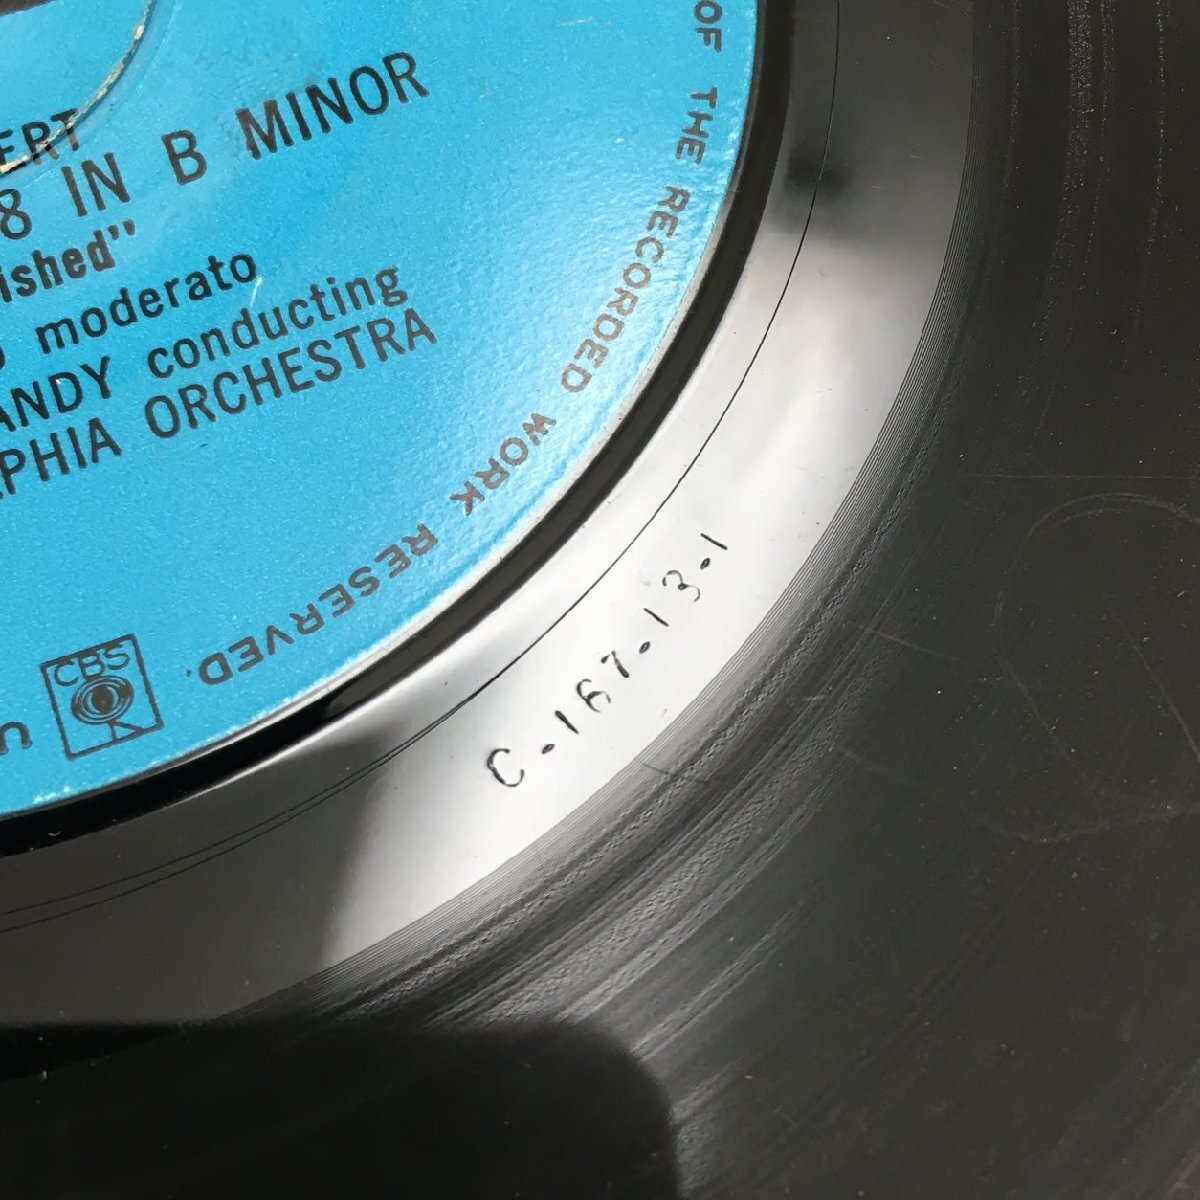 ERT
8 IN B MINOR
ished"
moderato
ANDY conducting
PHIA ORCHESTRA
OF THE RECORDED WORK RESERVED.
CBS
C-167-13-1